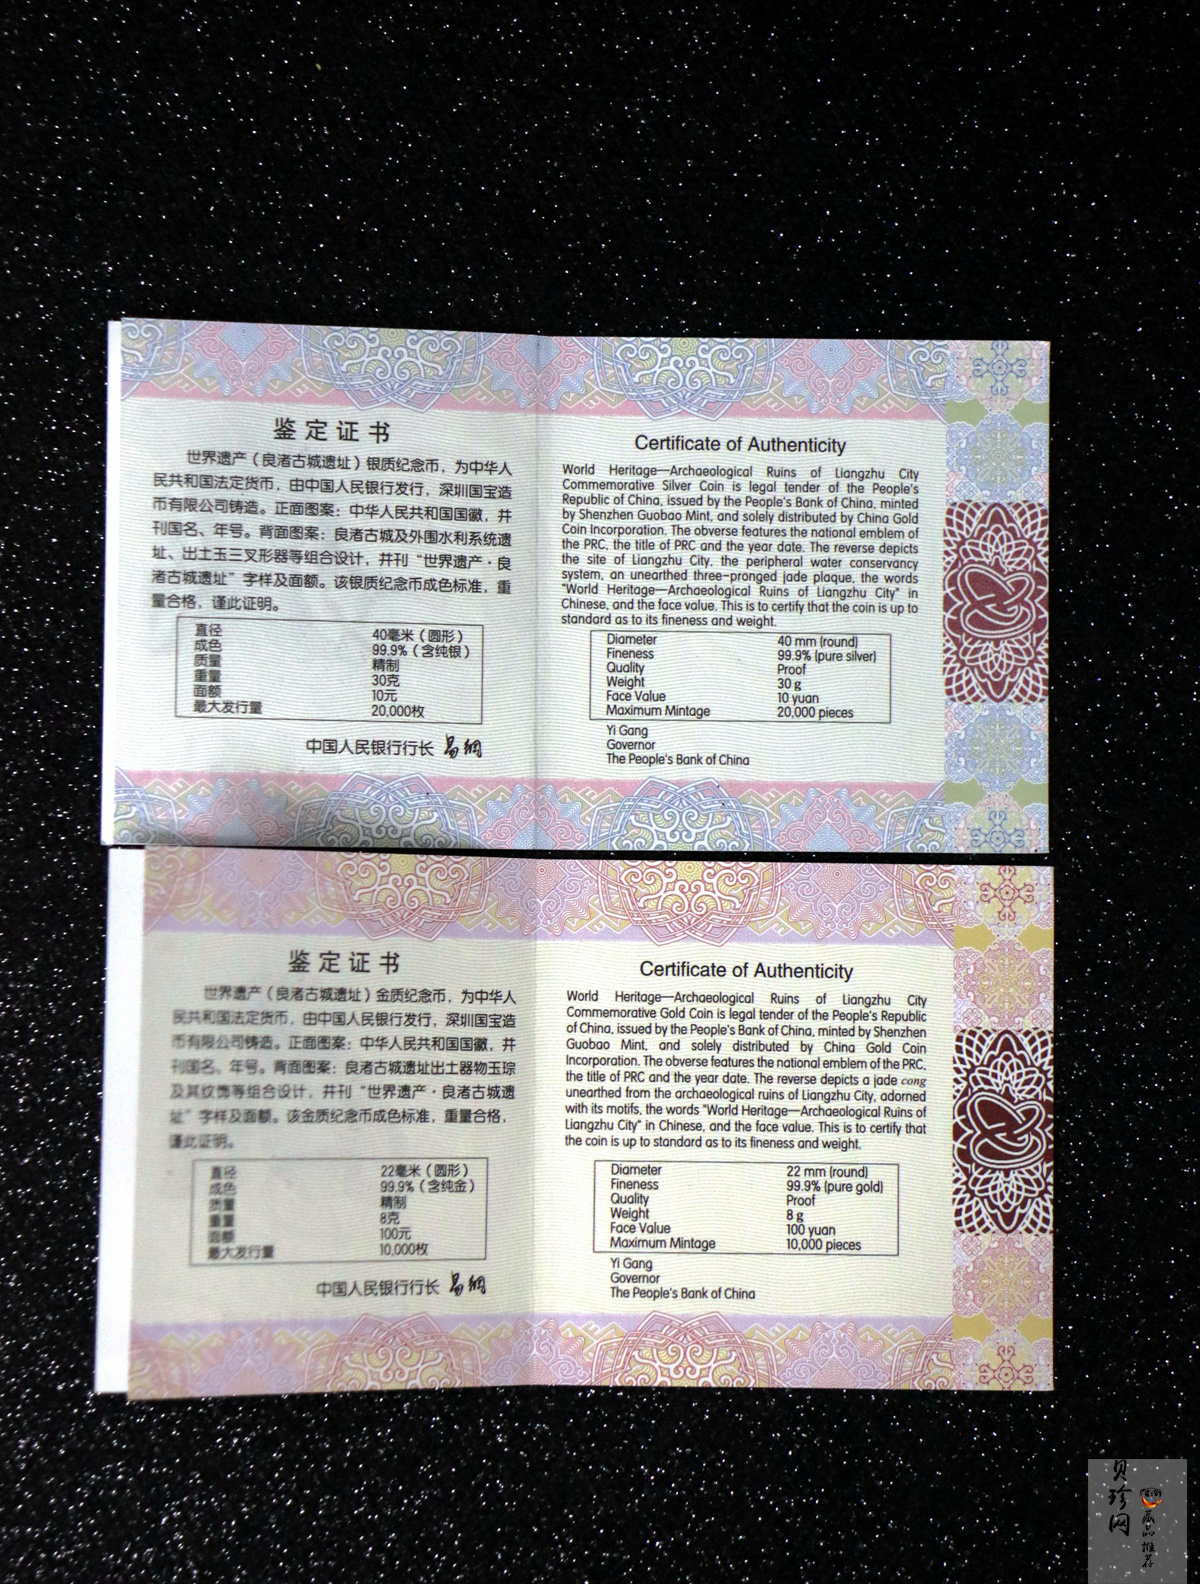 鉴定证书
世界遗产（良渚古城遗址）银质纪念币，为中华人
民共和国法定货币，由中国人民银行发行，深圳国宝造
币有限公司铸造。正面图案：中华人民共和国国徽，并
刊国名、年号。背面图案：良渚古城及外围水利系统遗
址、出土玉三叉形器等组合设计，并刊“世界遗产·良
渚古城遗址”字样及面额。该银质纪念币成色标准，重
量合格，谨此证明。
直径 40毫米（圆形）
成色 99.9%（含纯银）
质量 精制
重量 30克
面额 10元
最大发行量 20,000枚
中国人民银行行长 易纲
Certificate of Authenticity
World Heritage—Archaeological Ruins of Liangzhu City
Commemorative Silver Coin is legal tender of the People's
Republic of China, issued by the People's Bank of China, minted
by Shenzhen Guobao Mint, and solely distributed by China Gold
Coin Incorporation. The obverse features the national emblem of
the PRC, the title of PRC and the year date. The reverse depicts
the site of Liangzhu City, the peripheral water conservancy
system, an unearthed three-pronged jade plaque, the words
"World Heritage—Archaeological Ruins of Liangzhu City" in
Chinese, and the face value. This is to certify that the coin is up to
standard as to its fineness and weight.
Diameter 40 mm (round)
Fineness 99.9% (pure silver)
Quality Proof
Weight 30 g
Face Value 10 yuan
Maximum Mintage 20,000 pieces
Yi Gang
Governor
The People's Bank of China
鉴定证书
世界遗产（良渚古城遗址）金质纪念币，为中华人
民共和国法定货币，由中国人民银行发行，深圳国宝造
币有限公司铸造。正面图案：中华人民共和国国徽，并
刊国名、年号。背面图案：良渚古城遗址出土器物玉琮
及其纹饰等组合设计，并刊“世界遗产·良渚古城遗
址”字样及面额。该金质纪念币成色标准，重量合格，
谨此证明。
直径 22毫米（圆形）
成色 99.9%（含纯金）
质量 精制
重量 8克
面额 100元
最大发行量 10,000枚
中国人民银行行长 易纲
Certificate of Authenticity
World Heritage—Archaeological Ruins of Liangzhu City
Commemorative Gold Coin is legal tender of the People's Republic
of China, issued by the People's Bank of China, minted by Shenzhen
Guobao Mint, and solely distributed by China Gold Coin
Incorporation. The obverse features the national emblem of the PRC,
the title of PRC and the year date. The reverse depicts a jade cong
unearthed from the archaeological ruins of Liangzhu City, adorned
with its motifs, the words "World Heritage—Archaeological Ruins of
Liangzhu City" in Chinese, and the face value. This is to certify that
the coin is up to standard as to its fineness and weight.
Diameter 22 mm (round)
Fineness 99.9% (pure gold)
Quality Proof
Weight 8 g
Face Value 100 yuan
Maximum Mintage 10,000 pieces
Yi Gang
Governor
The People's Bank of China
贝珍网
藏品推荐